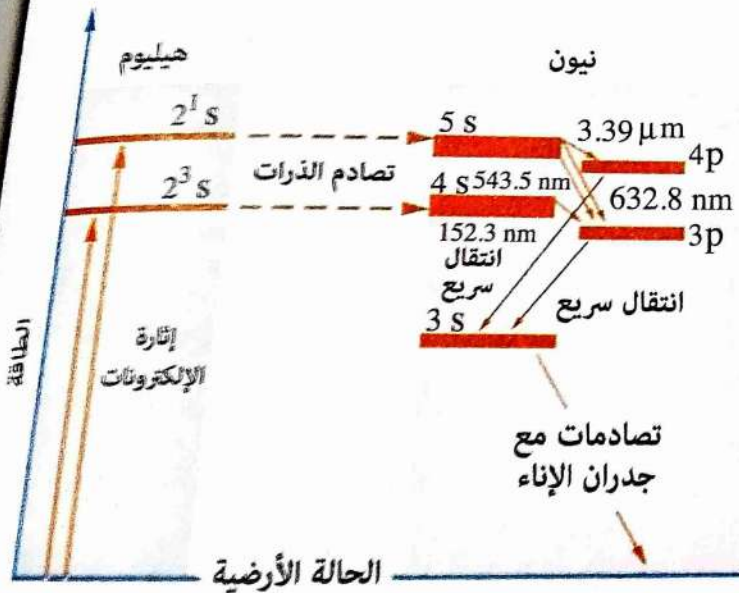 هيليوم
نيون
2¹ s
5 s
3.39 µm
4p
تصادم الذرات
2³ s
4 s
543.5 nm
632.8 nm
3p
152.3 nm
انتقال
سريع
انتقال سريع
3 s
الطاقة
إثارة
الإلكترونات
تصادمات مع
جدران الإناء
الحالة الأرضية